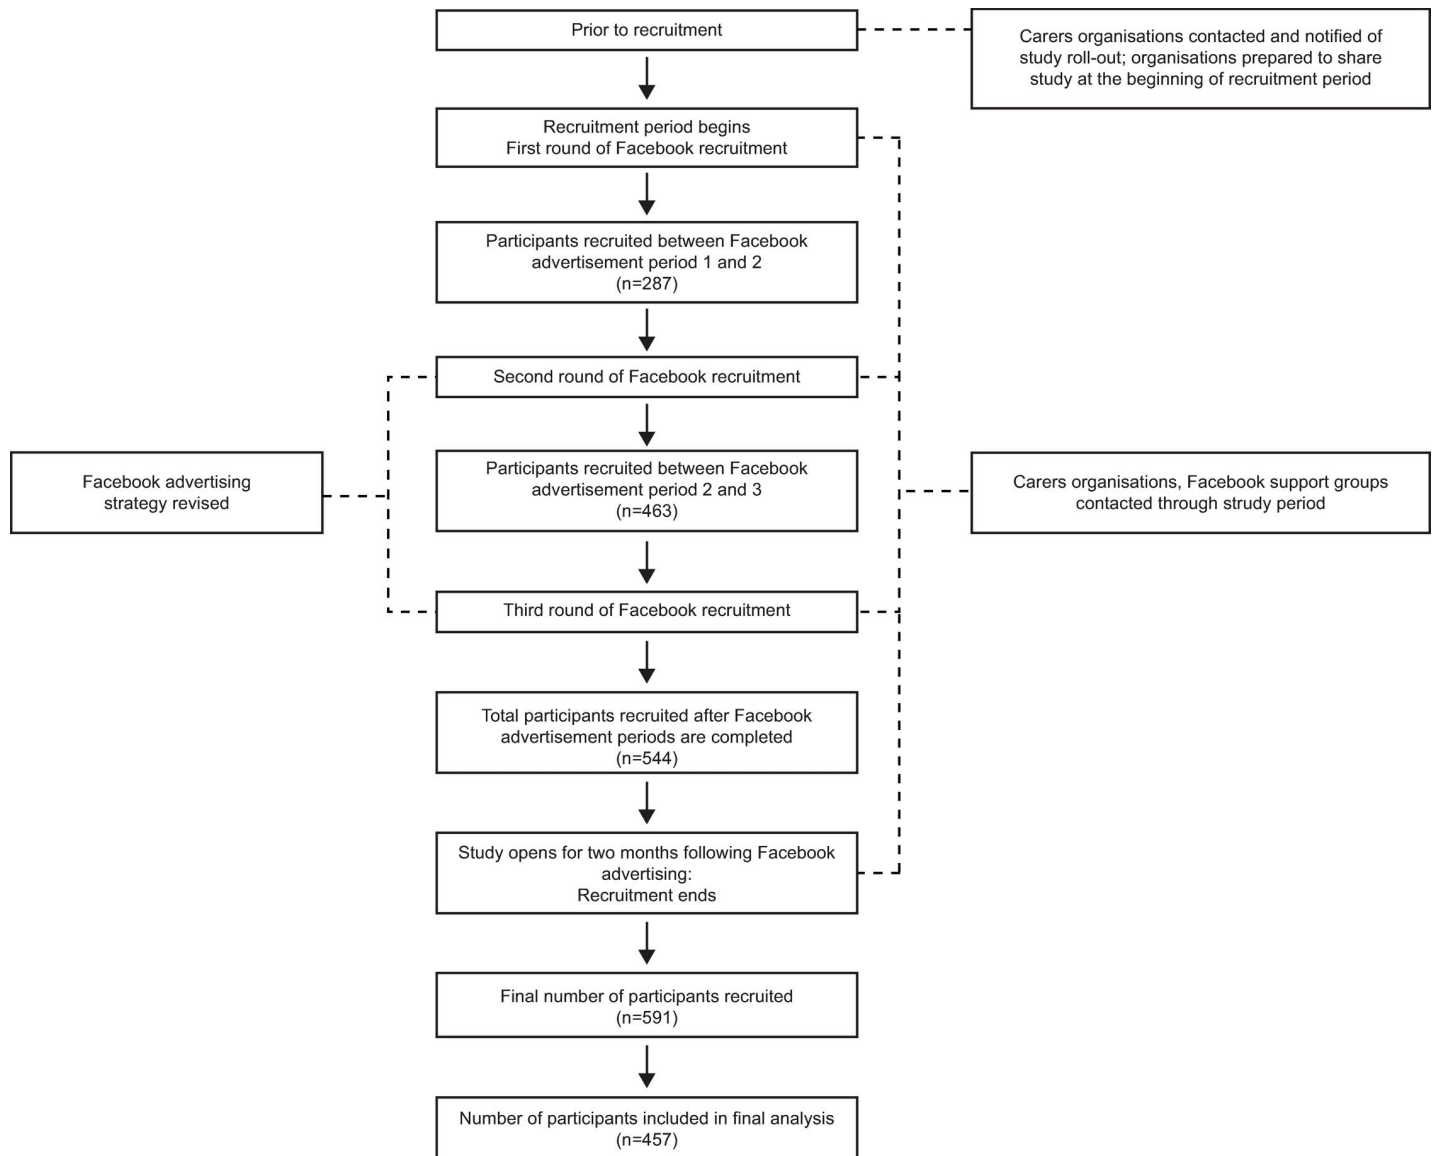 Prior to recruitment
Carers organisations contacted and notified of
study roll-out; organisations prepared to share
study at the beginning of recruitment period
Recruitment period begins
First round of Facebook recruitment
Participants recruited between Facebook
advertisement period 1 and 2
(n=287)
Second round of Facebook recruitment
Facebook advertising
strategy revised
Participants recruited between Facebook
advertisement period 2 and 3
(n=463)
Carers organisations, Facebook support groups
contacted through strudy period
Third round of Facebook recruitment
Total participants recruited after Facebook
advertisement periods are completed
(n=544)
Study opens for two months following Facebook
advertising:
Recruitment ends
Final number of participants recruited
(n=591)
Number of participants included in final analysis
(n=457)